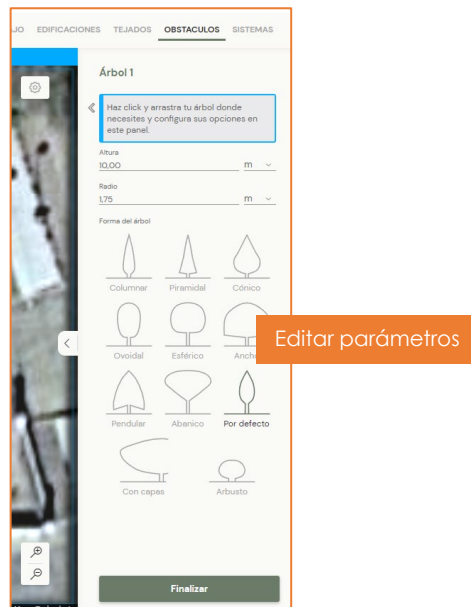 JO EDIFICACIONES TEJADOS OBSTACULOS SISTEMAS
Árbol 1
Haz click y arrastra tu árbol donde
necesites y configura sus opciones en
este panel.
Altura
10,00 m
Radio
1,75 m
Forma del árbol
Columnar Piramidal Cónico
Ovoidal Esférico Anch
Editar parámetros
Pendular Abanico Por defecto
Con capas Arbusto
Finalizar